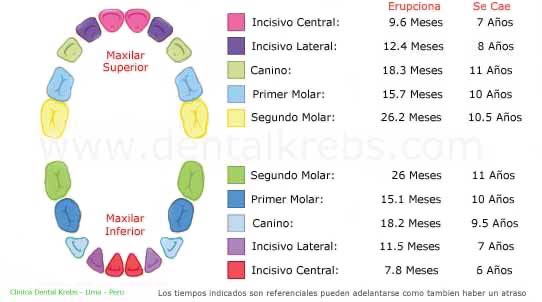 Erupciona Se Cae
Incisivo Central: 9.6 Meses 7 Años
Incisivo Lateral: 12.4 Meses 8 Años
Canino: 18.3 Meses 11 Años
Primer Molar: 15.7 Meses 10 Años
Segundo Molar: 26.2 Meses 10.5 Años
Maxilar
Superior
www.dentalkrebs.com
Segundo Molar: 26 Meses 11 Años
Primer Molar: 15.1 Meses 10 Años
Canino: 18.2 Meses 9.5 Años
Incisivo Lateral: 11.5 Meses 7 Años
Incisivo Central: 7.8 Meses 6 Años
Maxilar
Inferior
Clinica Dental Krebs - Lima - Peru
Los tiempos indicados son referenciales pueden adelantarse como tambien haber un atraso